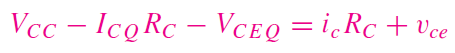 $V_{CC} - I_{CQ}R_C - V_{CEQ} = i_c R_C + v_{ce}$